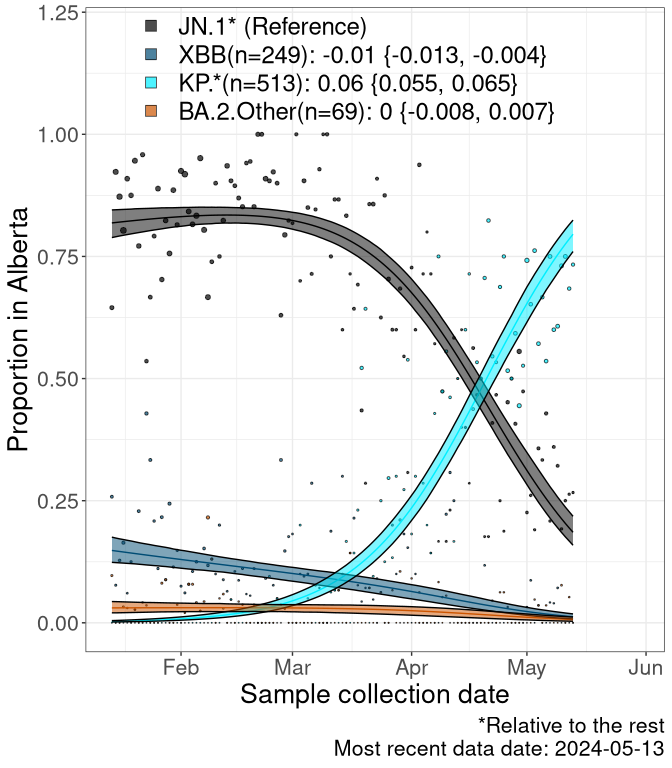 JN.1* (Reference)
XBB(n=249): -0.01 {-0.013, -0.004}
KP.*(n=513): 0.06 {0.055, 0.065}
BA.2.Other(n=69): 0 {-0.008, 0.007}
Proportion in Alberta
1.25
1.00
0.75
0.50
0.25
0.00
Feb Mar Apr May Jun
Sample collection date
*Relative to the rest
Most recent data date: 2024-05-13